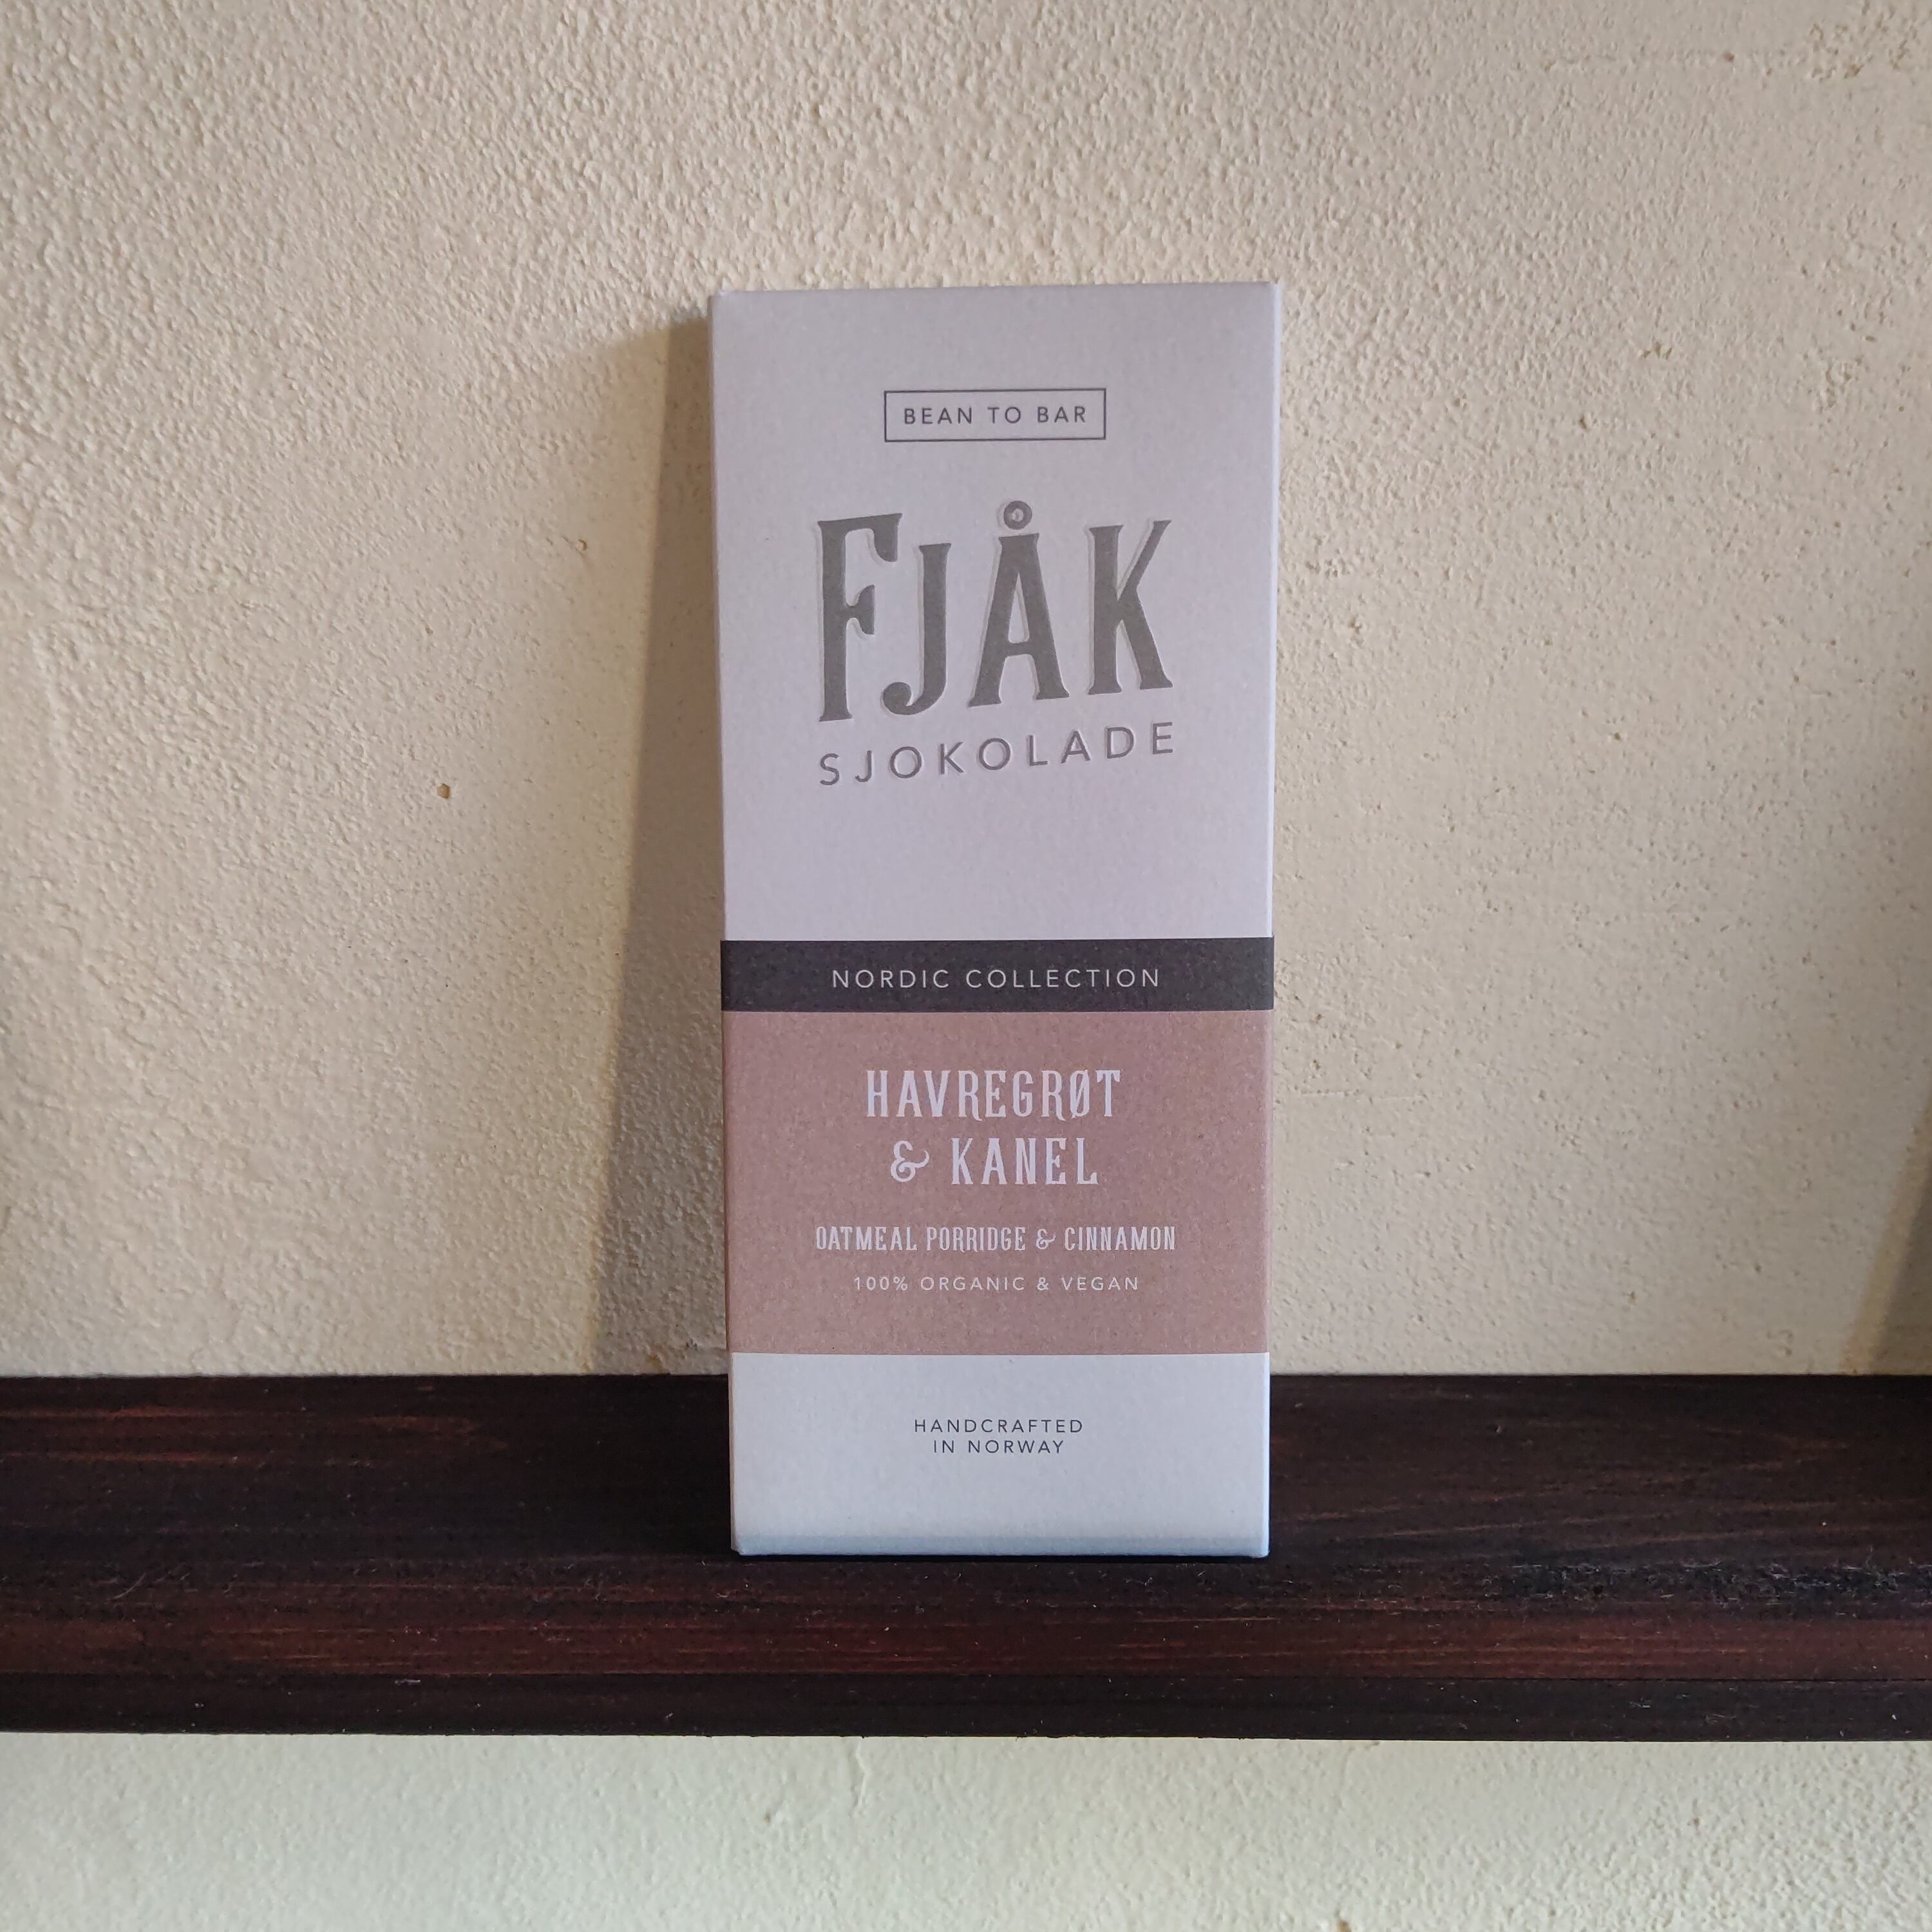 BEAN TO BAR
FJÅK
SJOKOLADE
NORDIC COLLECTION
HAVREGRØT
& KANEL
OATMEAL PORRIDGE & CINNAMON
100% ORGANIC & VEGAN
HANDCRAFTED
IN NORWAY